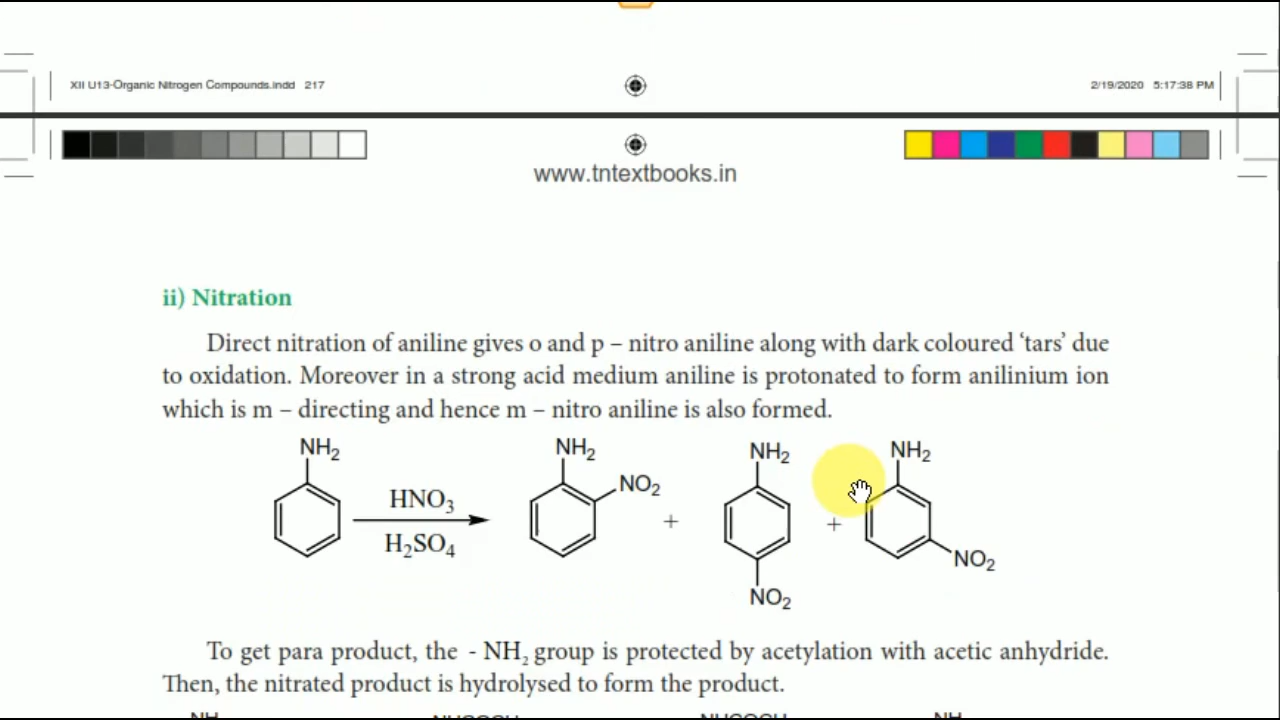 XII U13-Organic Nitrogen Compounds.indd 217
2/19/2020 5:17:38 PM
www.tntextbooks.in
ii) Nitration
Direct nitration of aniline gives o and p – nitro aniline along with dark coloured ‘tars’ due
to oxidation. Moreover in a strong acid medium aniline is protonated to form anilinium ion
which is m – directing and hence m – nitro aniline is also formed.
NH₂ NH₂ NH₂ NH₂
HNO₃ NO₂
+ +
H₂SO₄ NO₂
NO₂
To get para product, the - NH₂ group is protected by acetylation with acetic anhydride.
Then, the nitrated product is hydrolysed to form the product.